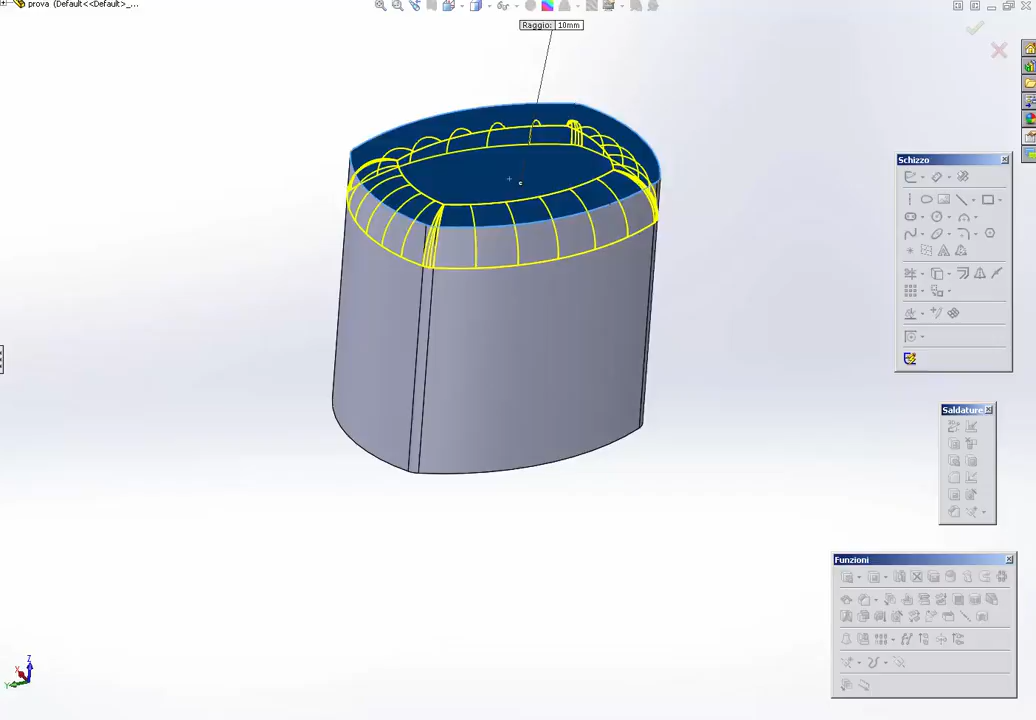 prova (Default<<Default>_...
Raggio: 10mm
Schizzo
Saldature
Funzioni
Z
X
Y